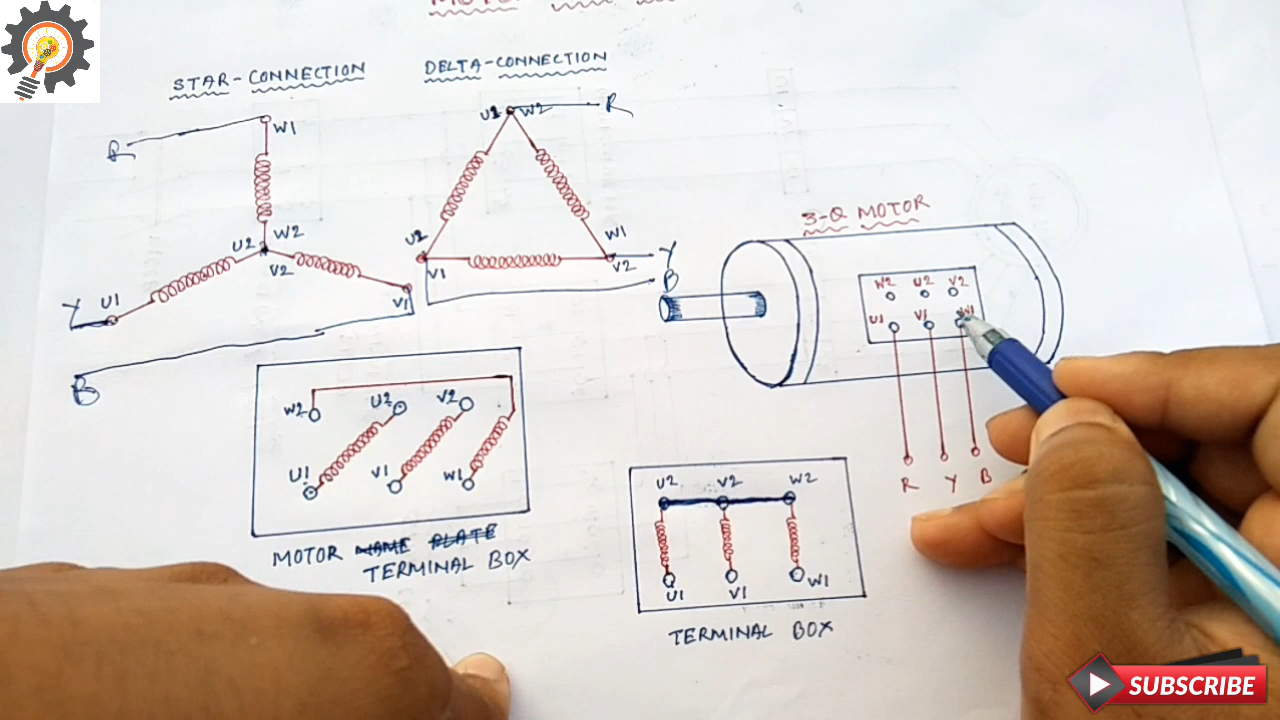 MOTOR
STAR-CONNECTION
DELTA-CONNECTION
R
W1
U2
W2
V2
Y
U1
V1
B
U1
W2
R
U2
V1
W1
V2
Y
B
3-Φ MOTOR
W2 U2 V2
U1 V1 W1
R Y B
W2 U2 V2
U1 V1 W1
MOTOR NAME PLATE
TERMINAL BOX
U2 V2 W2
U1 V1 W1
TERMINAL BOX
SUBSCRIBE